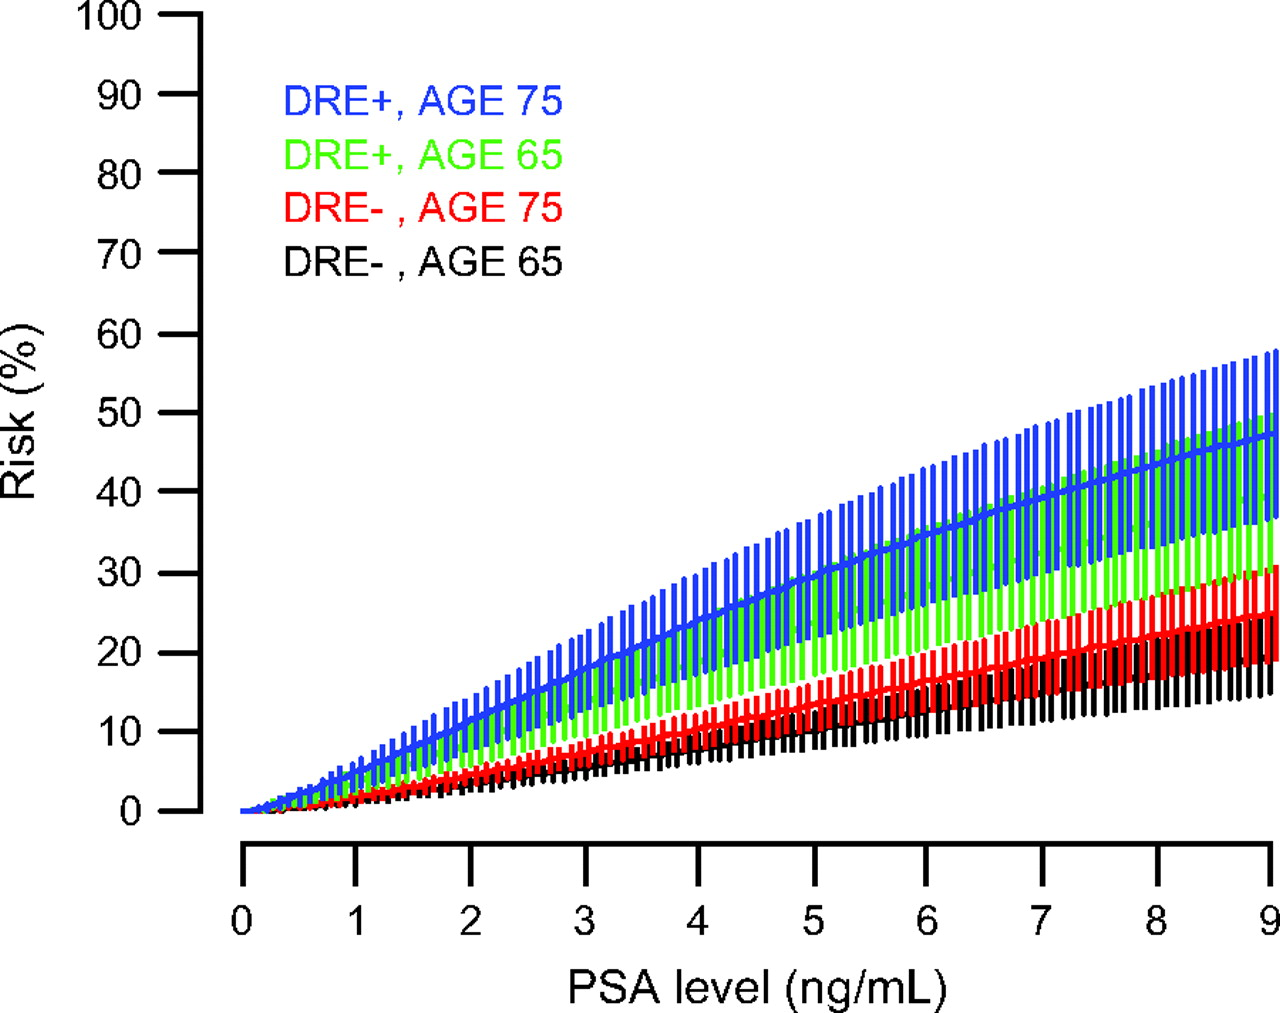 100
90
80
70
60
50
40
30
20
10
0
Risk (%)
DRE+, AGE 75
DRE+, AGE 65
DRE- , AGE 75
DRE- , AGE 65
0 1 2 3 4 5 6 7 8 9
PSA level (ng/mL)